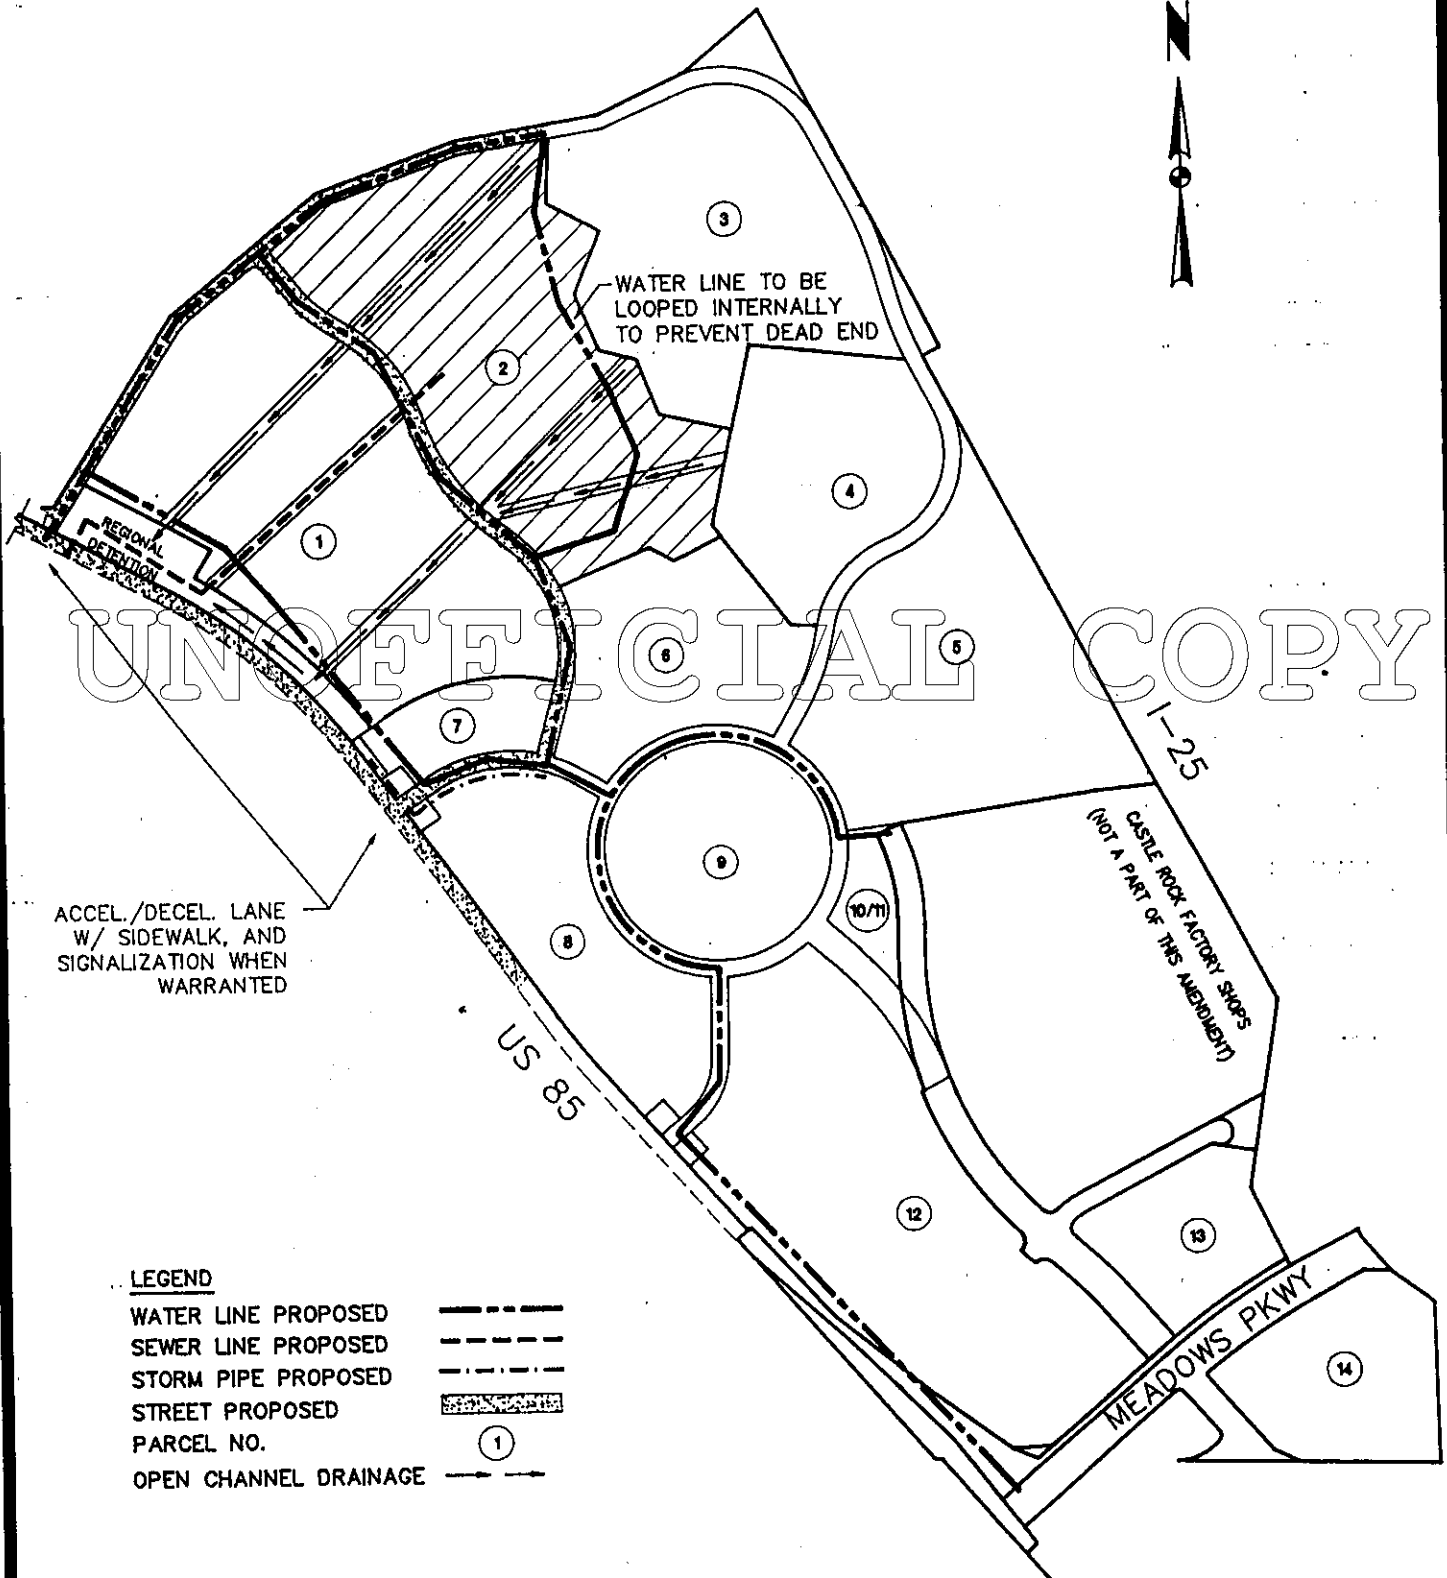 N
3
WATER LINE TO BE
LOOPED INTERNALLY
TO PREVENT DEAD END
2
4
1
REGIONAL
DETENTION
UNOFFICIAL COPY
6
5
7
I-25
9
CASTLE ROCK FACTORY SHOPS
(NOT A PART OF THIS AMENDMENT)
10/11
8
ACCEL./DECEL. LANE
W/ SIDEWALK, AND
SIGNALIZATION WHEN
WARRANTED
US 85
12
13
MEADOWS PKWY
14
LEGEND
WATER LINE PROPOSED
SEWER LINE PROPOSED
STORM PIPE PROPOSED
STREET PROPOSED
PARCEL NO. 1
OPEN CHANNEL DRAINAGE